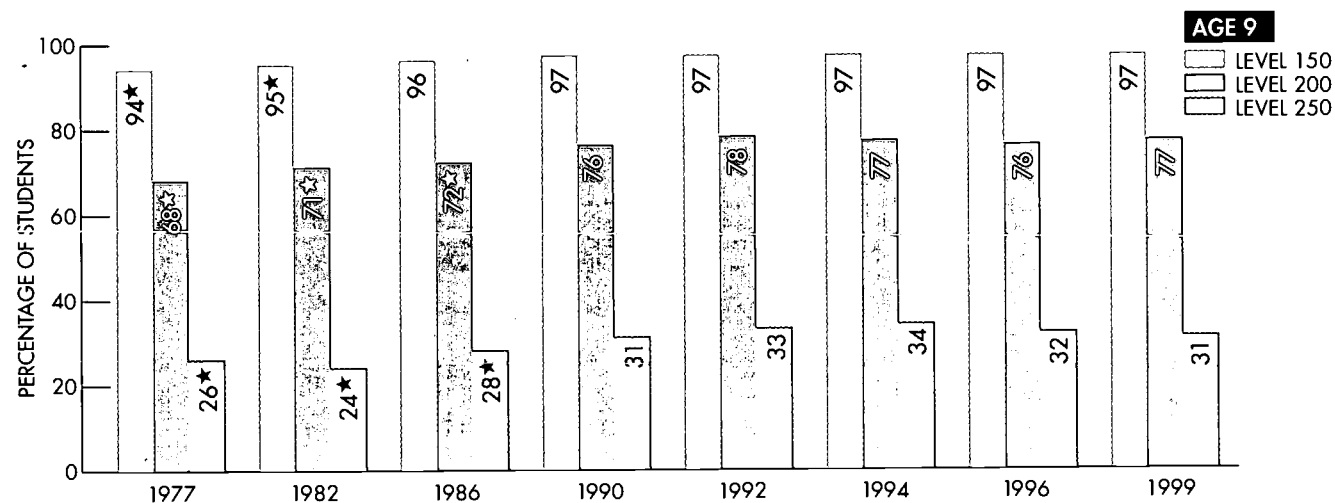 AGE 9
LEVEL 150
LEVEL 200
LEVEL 250
PERCENTAGE OF STUDENTS
100
80
60
40
20
0
94★ 68☆ 26★
95★ 71☆ 24★
96 72☆ 28★
97 76 31
97 78 33
97 77 34
97 76 32
97 77 31
1977 1982 1986 1990 1992 1994 1996 1999